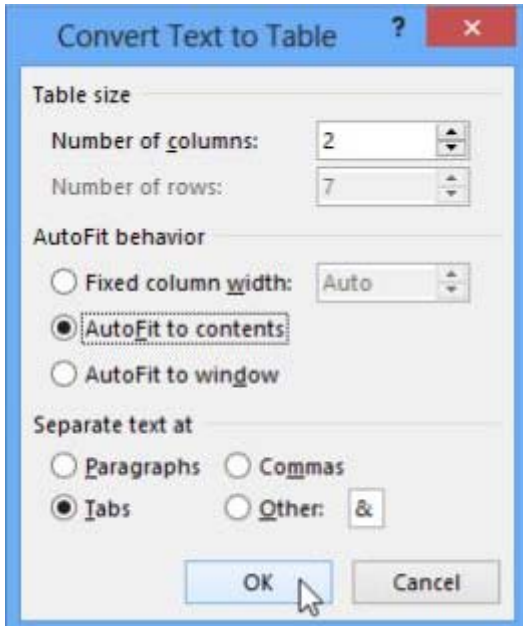 Convert Text to Table ?
Table size
Number of columns: 2
Number of rows: 7
AutoFit behavior
Fixed column width: Auto
AutoFit to contents
AutoFit to window
Separate text at
Paragraphs Commas
Tabs Other: &
OK Cancel